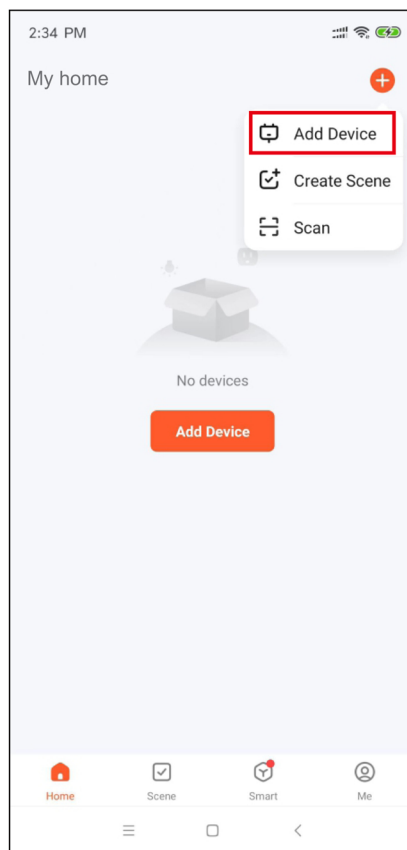 2:34 PM
My home
Add Device
Create Scene
Scan
No devices
Add Device
Home
Scene
Smart
Me